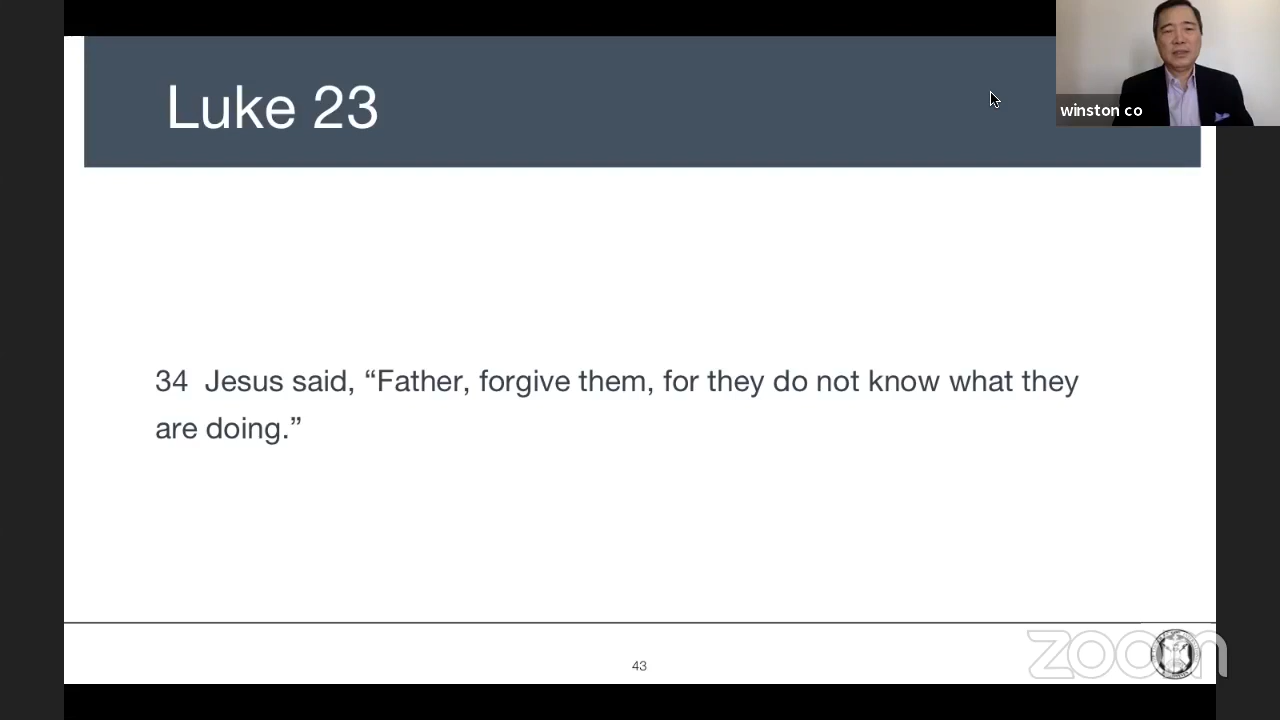 Luke 23
winston co
34  Jesus said, “Father, forgive them, for they do not know what they
are doing.”
43
zoom